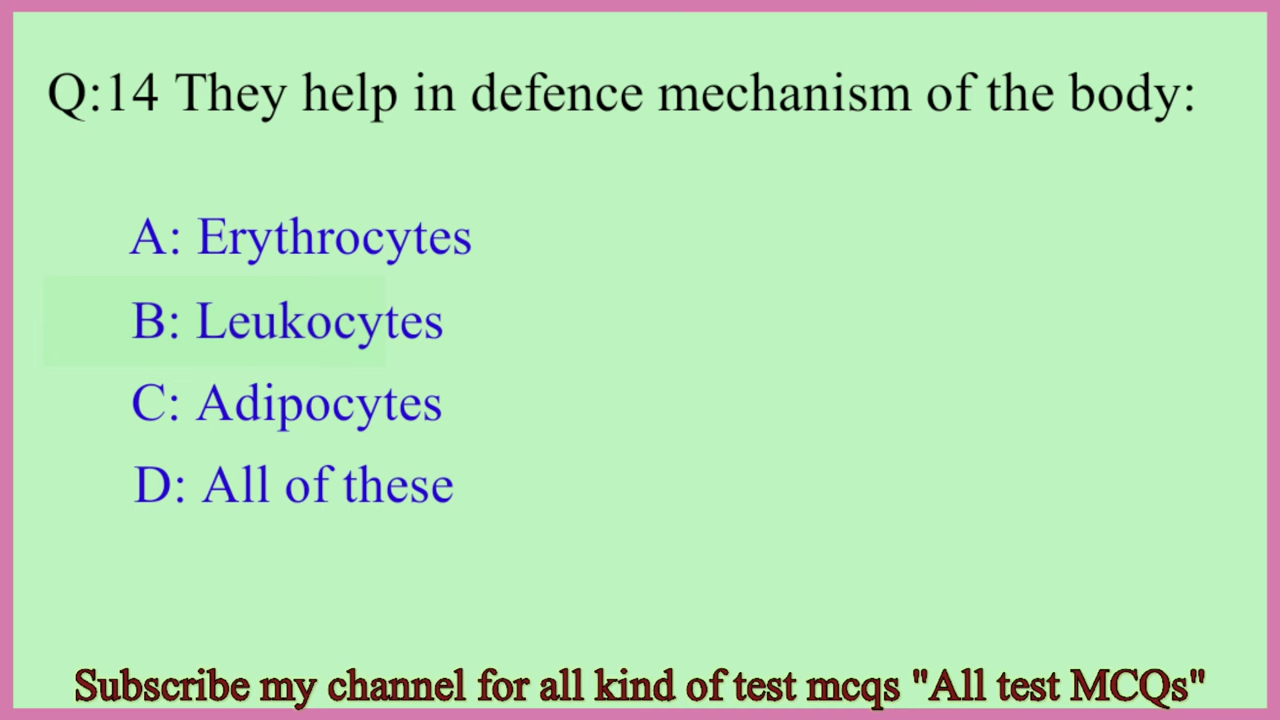 Q:14 They help in defence mechanism of the body:
A: Erythrocytes
B: Leukocytes
C: Adipocytes
D: All of these
Subscribe my channel for all kind of test mcqs "All test MCQs"